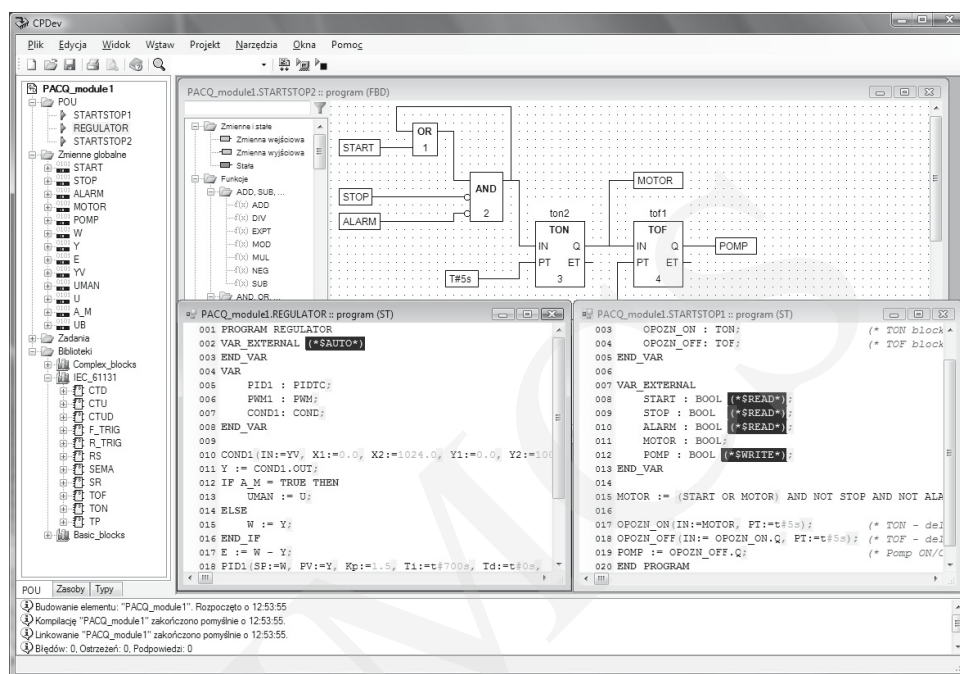 CPDev
Plik Edycja Widok Wstaw Projekt Narzędzia Okna Pomoc
PACQ_module1
POU
STARTSTOP1
REGULATOR
STARTSTOP2
Zmienne globalne
START
STOP
ALARM
MOTOR
POMP
W
Y
E
YV
UMAN
U
A_M
UB
Zadania
Biblioteki
Complex_blocks
IEC_61131
CTD
CTU
CTUD
F_TRIG
R_TRIG
RS
SEMA
SR
TOF
TON
TP
Basic_blocks
POU Zasoby Typy
PACQ_module1.STARTSTOP2 :: program (FBD)
Zmienne i stałe
Zmienna wejściowa
Zmienna wyjściowa
Stała
Funkcje
ADD, SUB, ...
f(x) ADD
f(x) DIV
f(x) EXPT
f(x) MOD
f(x) MUL
f(x) NEG
f(x) SUB
AND, OR, ...
START
OR
1
STOP
ALARM
AND
2
T#5s
ton2
TON
IN Q
PT ET
3
MOTOR
tof1
TOF
IN Q
PT ET
4
POMP
PACQ_module1.REGULATOR :: program (ST)
001 PROGRAM REGULATOR
002 VAR_EXTERNAL (*$AUTO*)
003 END_VAR
004 VAR
005 PID1 : PIDTC;
006 PWM1 : PWM;
007 COND1: COND;
008 END_VAR
009
010 COND1(IN:=YV, X1:=0.0, X2:=1024.0, Y1:=0.0, Y2:=100
011 Y := COND1.OUT;
012 IF A_M = TRUE THEN
013 UMAN := U;
014 ELSE
015 W := Y;
016 END_IF
017 E := W - Y;
018 PID1(SP:=W, PV:=Y, Kp:=1.5, Ti:=t#700s, Td:=t#0s,
PACQ_module1.STARTSTOP1 :: program (ST)
003 OPOZN_ON : TON; (* TON block
004 OPOZN_OFF: TOF; (* TOF block
005 END_VAR
006
007 VAR_EXTERNAL
008 START : BOOL (*$READ*);
009 STOP : BOOL (*$READ*);
010 ALARM : BOOL (*$READ*);
011 MOTOR : BOOL;
012 POMP : BOOL (*$WRITE*);
013 END_VAR
014
015 MOTOR := (START OR MOTOR) AND NOT STOP AND NOT ALA
016
017 OPOZN_ON(IN:=MOTOR, PT:=t#5s); (* TON - del
018 OPOZN_OFF(IN:= OPOZN_ON.Q, PT:=t#5s); (* TOF - del
019 POMP := OPOZN_OFF.Q; (* Pomp ON/O
020 END PROGRAM
Budowanie elementu: "PACQ_module1". Rozpoczęto o 12:53:55
Kompilację "PACQ_module1" zakończono pomyślnie o 12:53:55.
Linkowanie "PACQ_module1" zakończono pomyślnie o 12:53:55.
Błędów: 0, Ostrzeżeń: 0, Podpowiedzi: 0